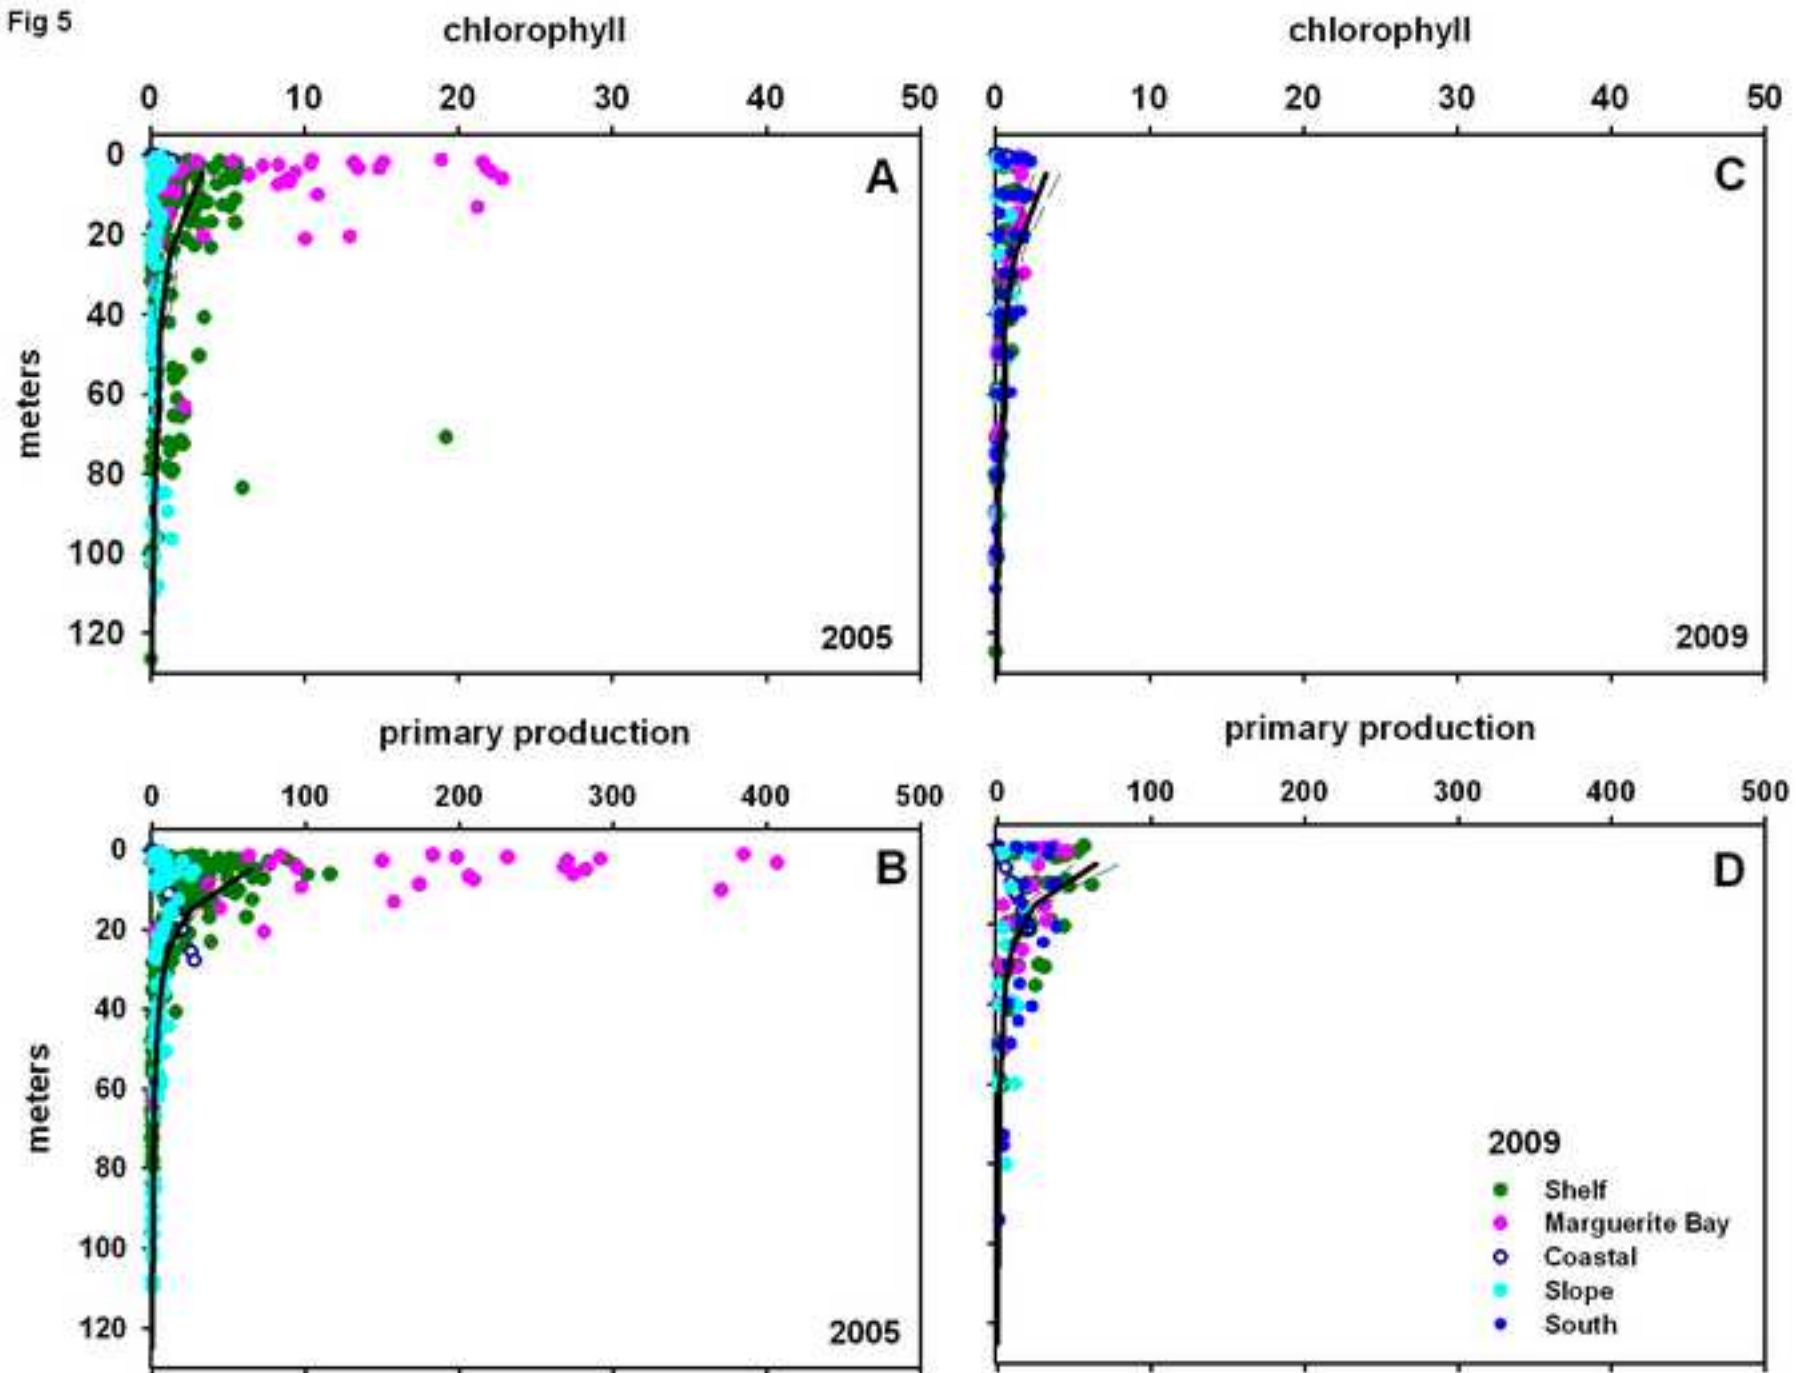 Fig 5
chlorophyll
0 10 20 30 40 50
0
20
40
60
80
100
120
meters
A
2005
chlorophyll
0 10 20 30 40 50
C
2009
primary production
0 100 200 300 400 500
0
20
40
60
80
100
120
meters
B
2005
primary production
0 100 200 300 400 500
D
2009
Shelf
Marguerite Bay
Coastal
Slope
South